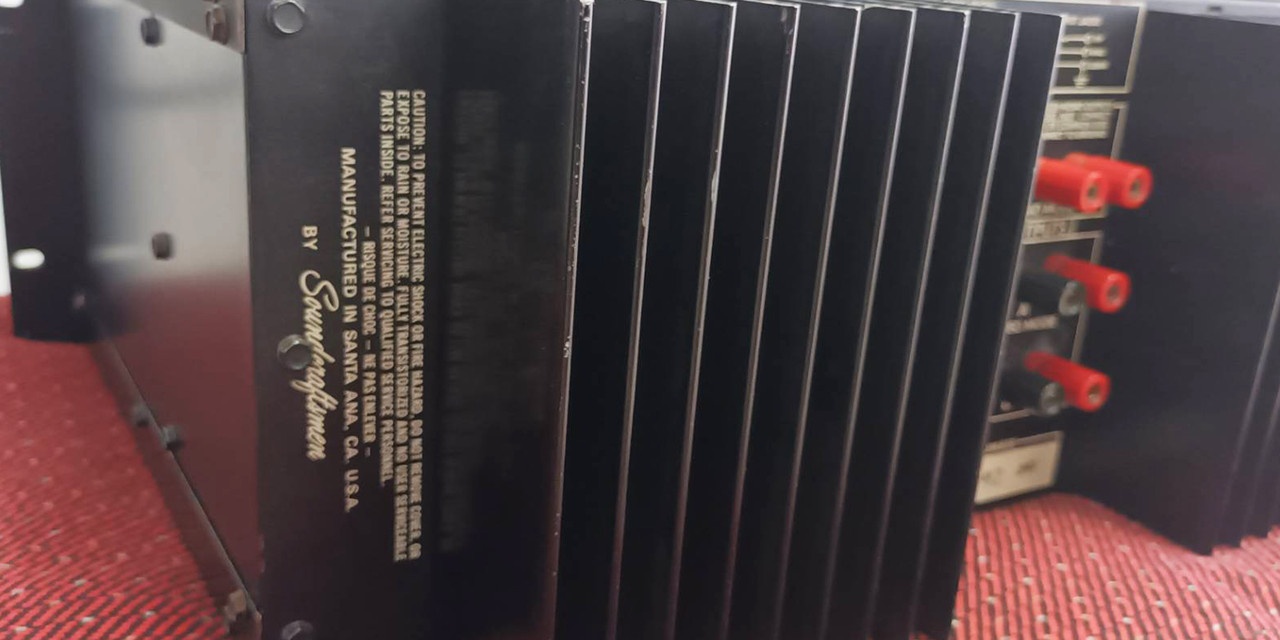 CAUTION: TO PREVENT ELECTRIC SHOCK OR FIRE HAZARD, DO NOT REMOVE COVER, OR
EXPOSE TO RAIN OR MOISTURE. FULLY TRANSISTORIZED AND NO USER SERVICEABLE
PARTS INSIDE. REFER SERVICING TO QUALIFIED SERVICE PERSONNEL.
– RISQUE DE CHOC – NE PAS ENLEVER –
MANUFACTURED IN SANTA ANA, CA. U.S.A.
BY Soundcraftsmen